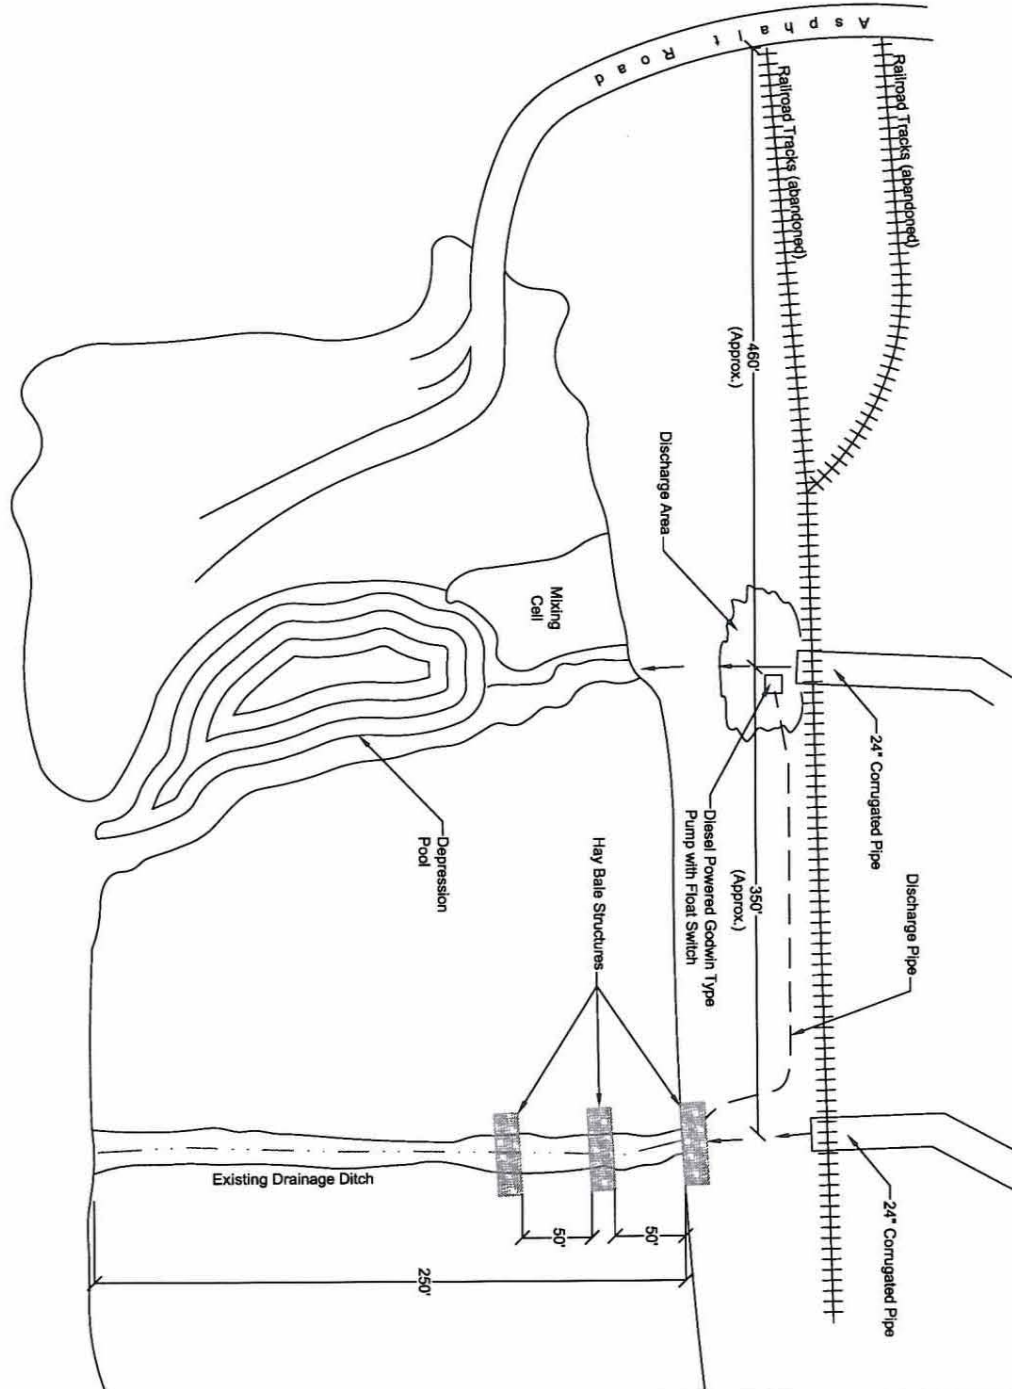 Asphalt Road
Railroad Tracks (abandoned)
Railroad Tracks (abandoned)
460'
(Approx.)
Discharge Area
24" Corrugated Pipe
Mixing
Cell
Diesel Powered Godwin Type
Pump with Float Switch
350'
(Approx.)
Discharge Pipe
Depression
Pool
Hay Bale Structures
24" Corrugated Pipe
Existing Drainage Ditch
50'
50'
250'